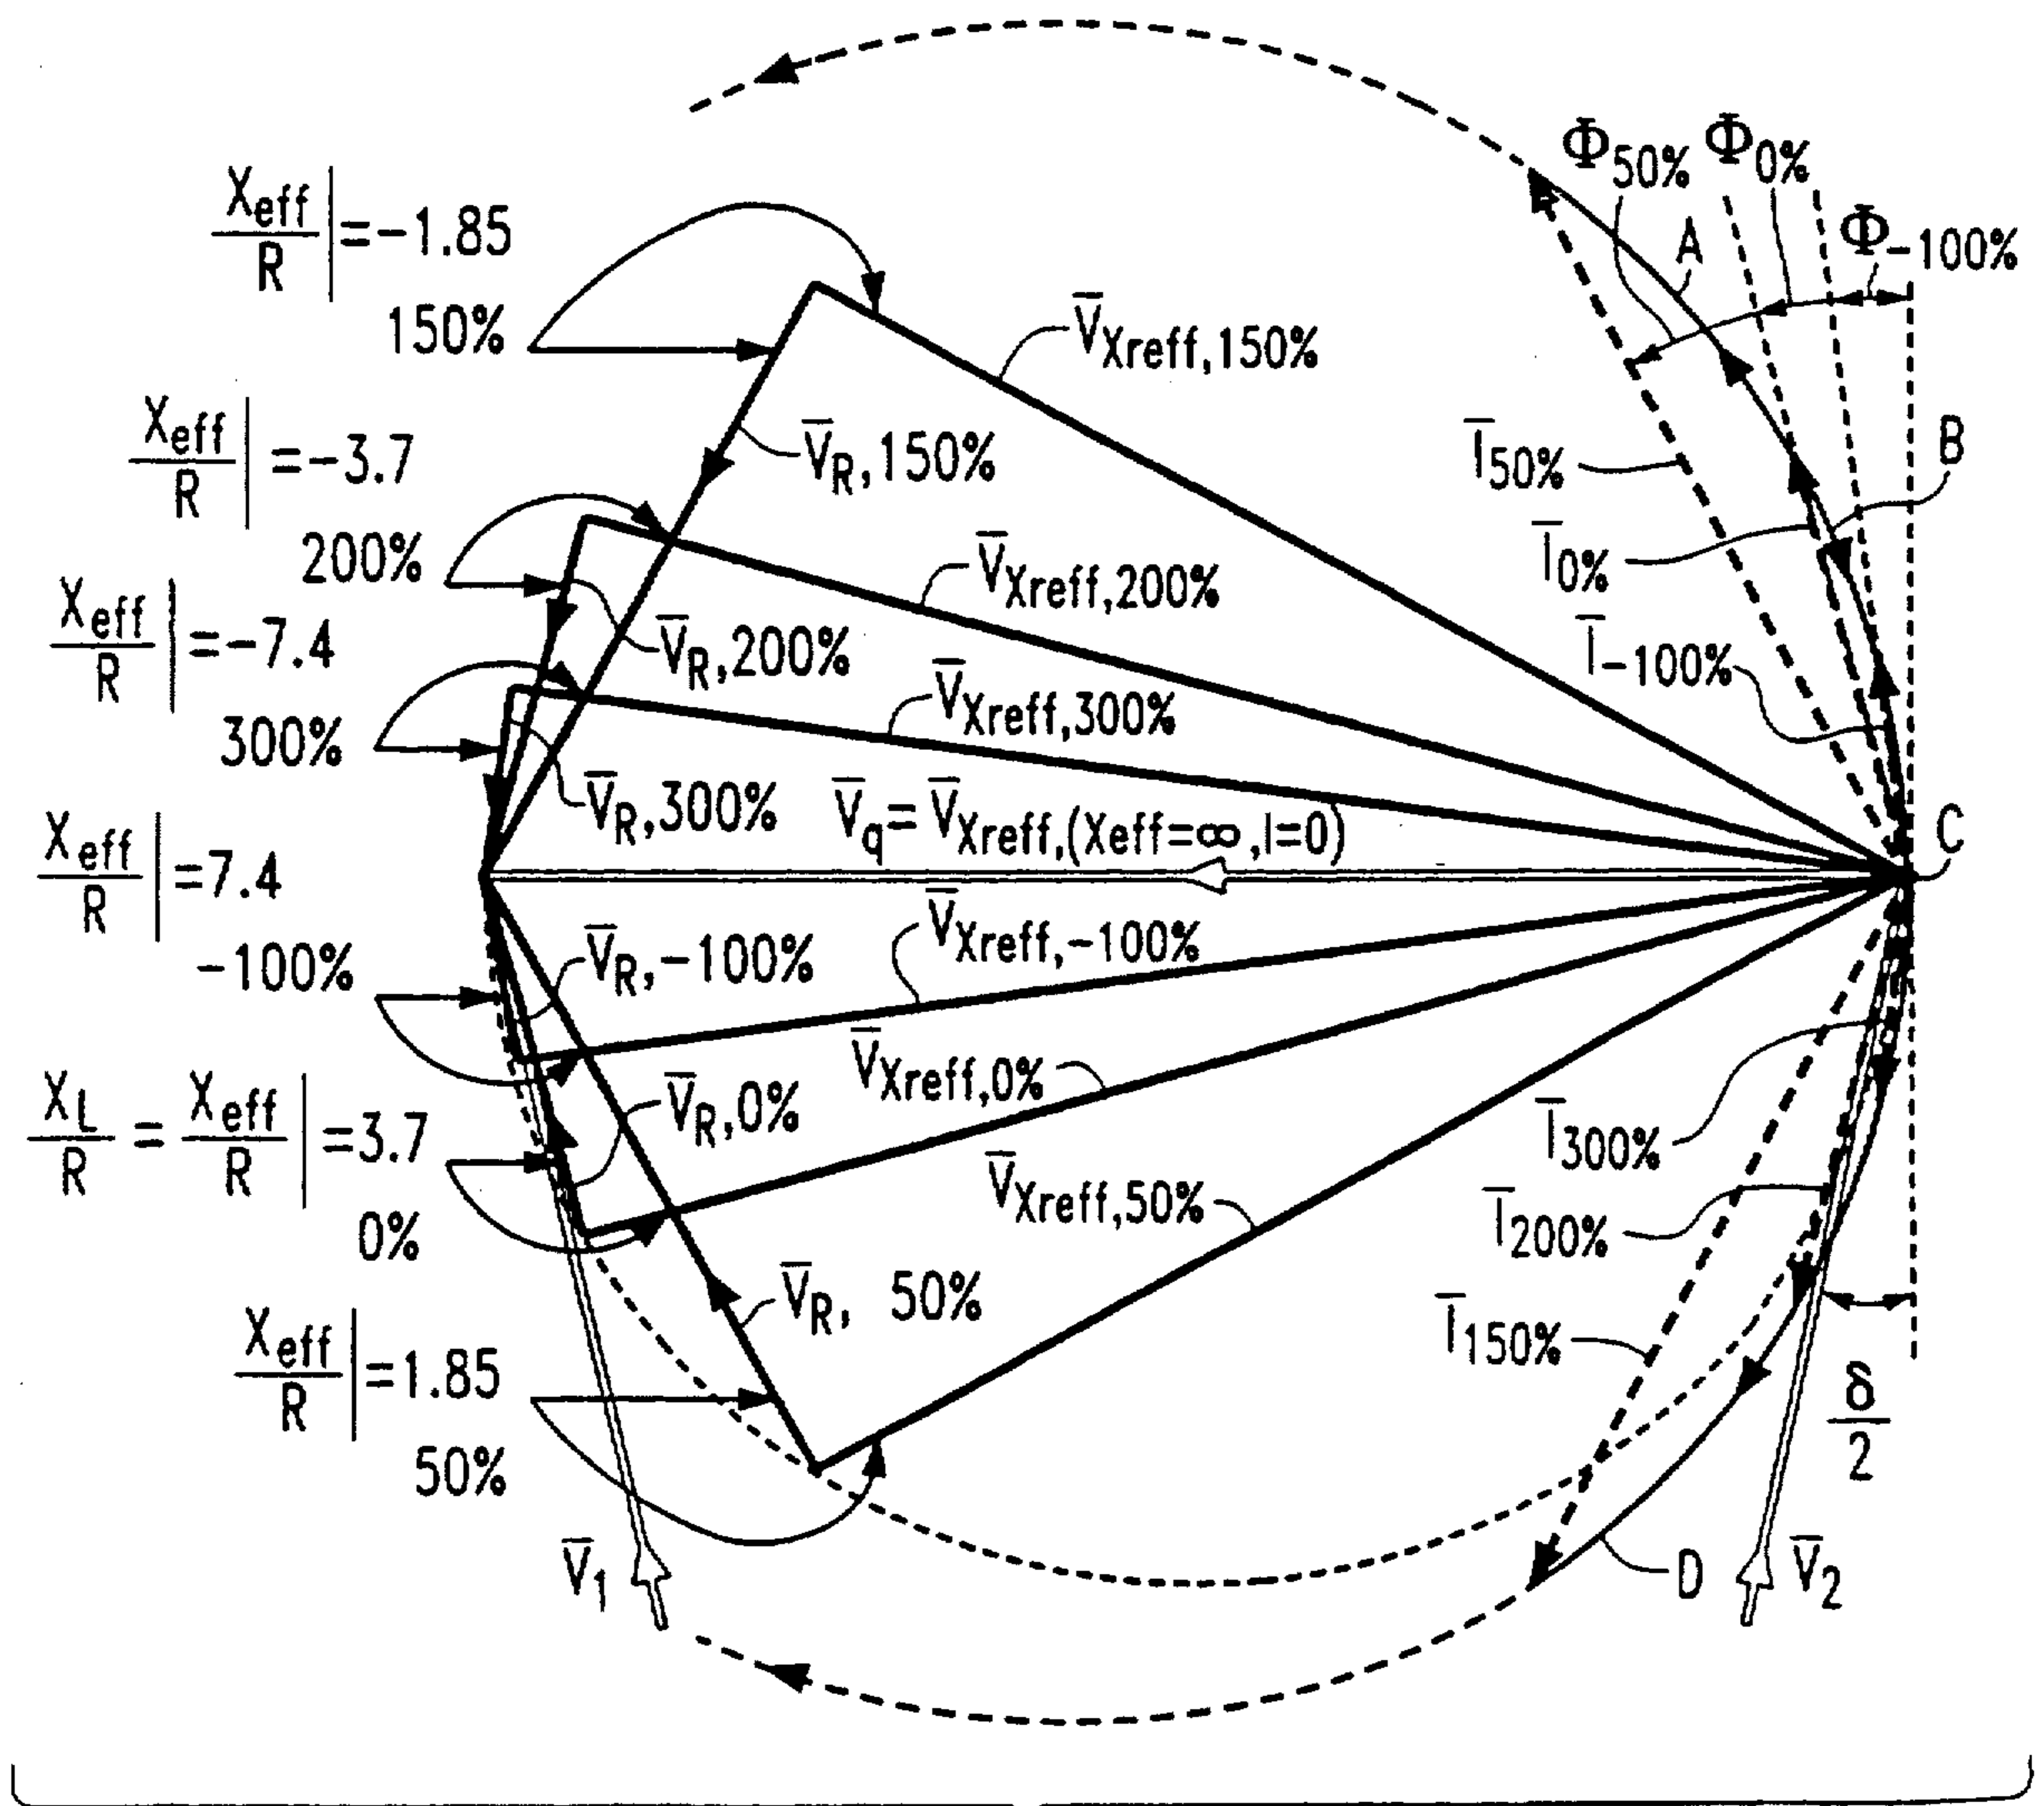 Xeff/R|=-1.85
150%
Xeff/R|=-3.7
200%
Xeff/R|=-7.4
300%
Xeff/R|=7.4
-100%
XL/R=Xeff/R|=3.7
0%
Xeff/R|=1.85
50%
V̄Xreff,150%
V̄R,150%
V̄Xreff,200%
V̄R,200%
V̄Xreff,300%
V̄R,300%
V̄q=V̄Xreff,(Xeff=∞,I=0)
V̄Xreff,-100%
V̄R,-100%
V̄Xreff,0%
V̄R,0%
V̄Xreff,50%
V̄R, 50%
V̄1
V̄2
Φ50%
Φ0%
Φ-100%
A
B
Ī50%
Ī0%
Ī-100%
C
Ī300%
Ī200%
Ī150%
δ/2
D